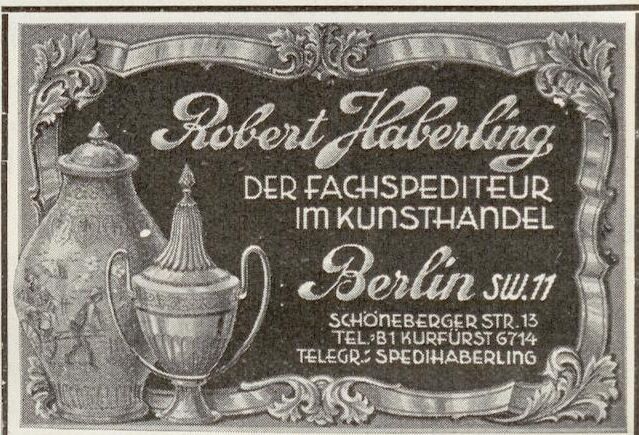 Robert Haberling
DER FACHSPEDITEUR
IM KUNSTHANDEL
Berlin SW.11
SCHÖNEBERGER STR. 13
TEL.: B1 KURFÜRST 6714
TELEGR.: SPEDIHABERLING